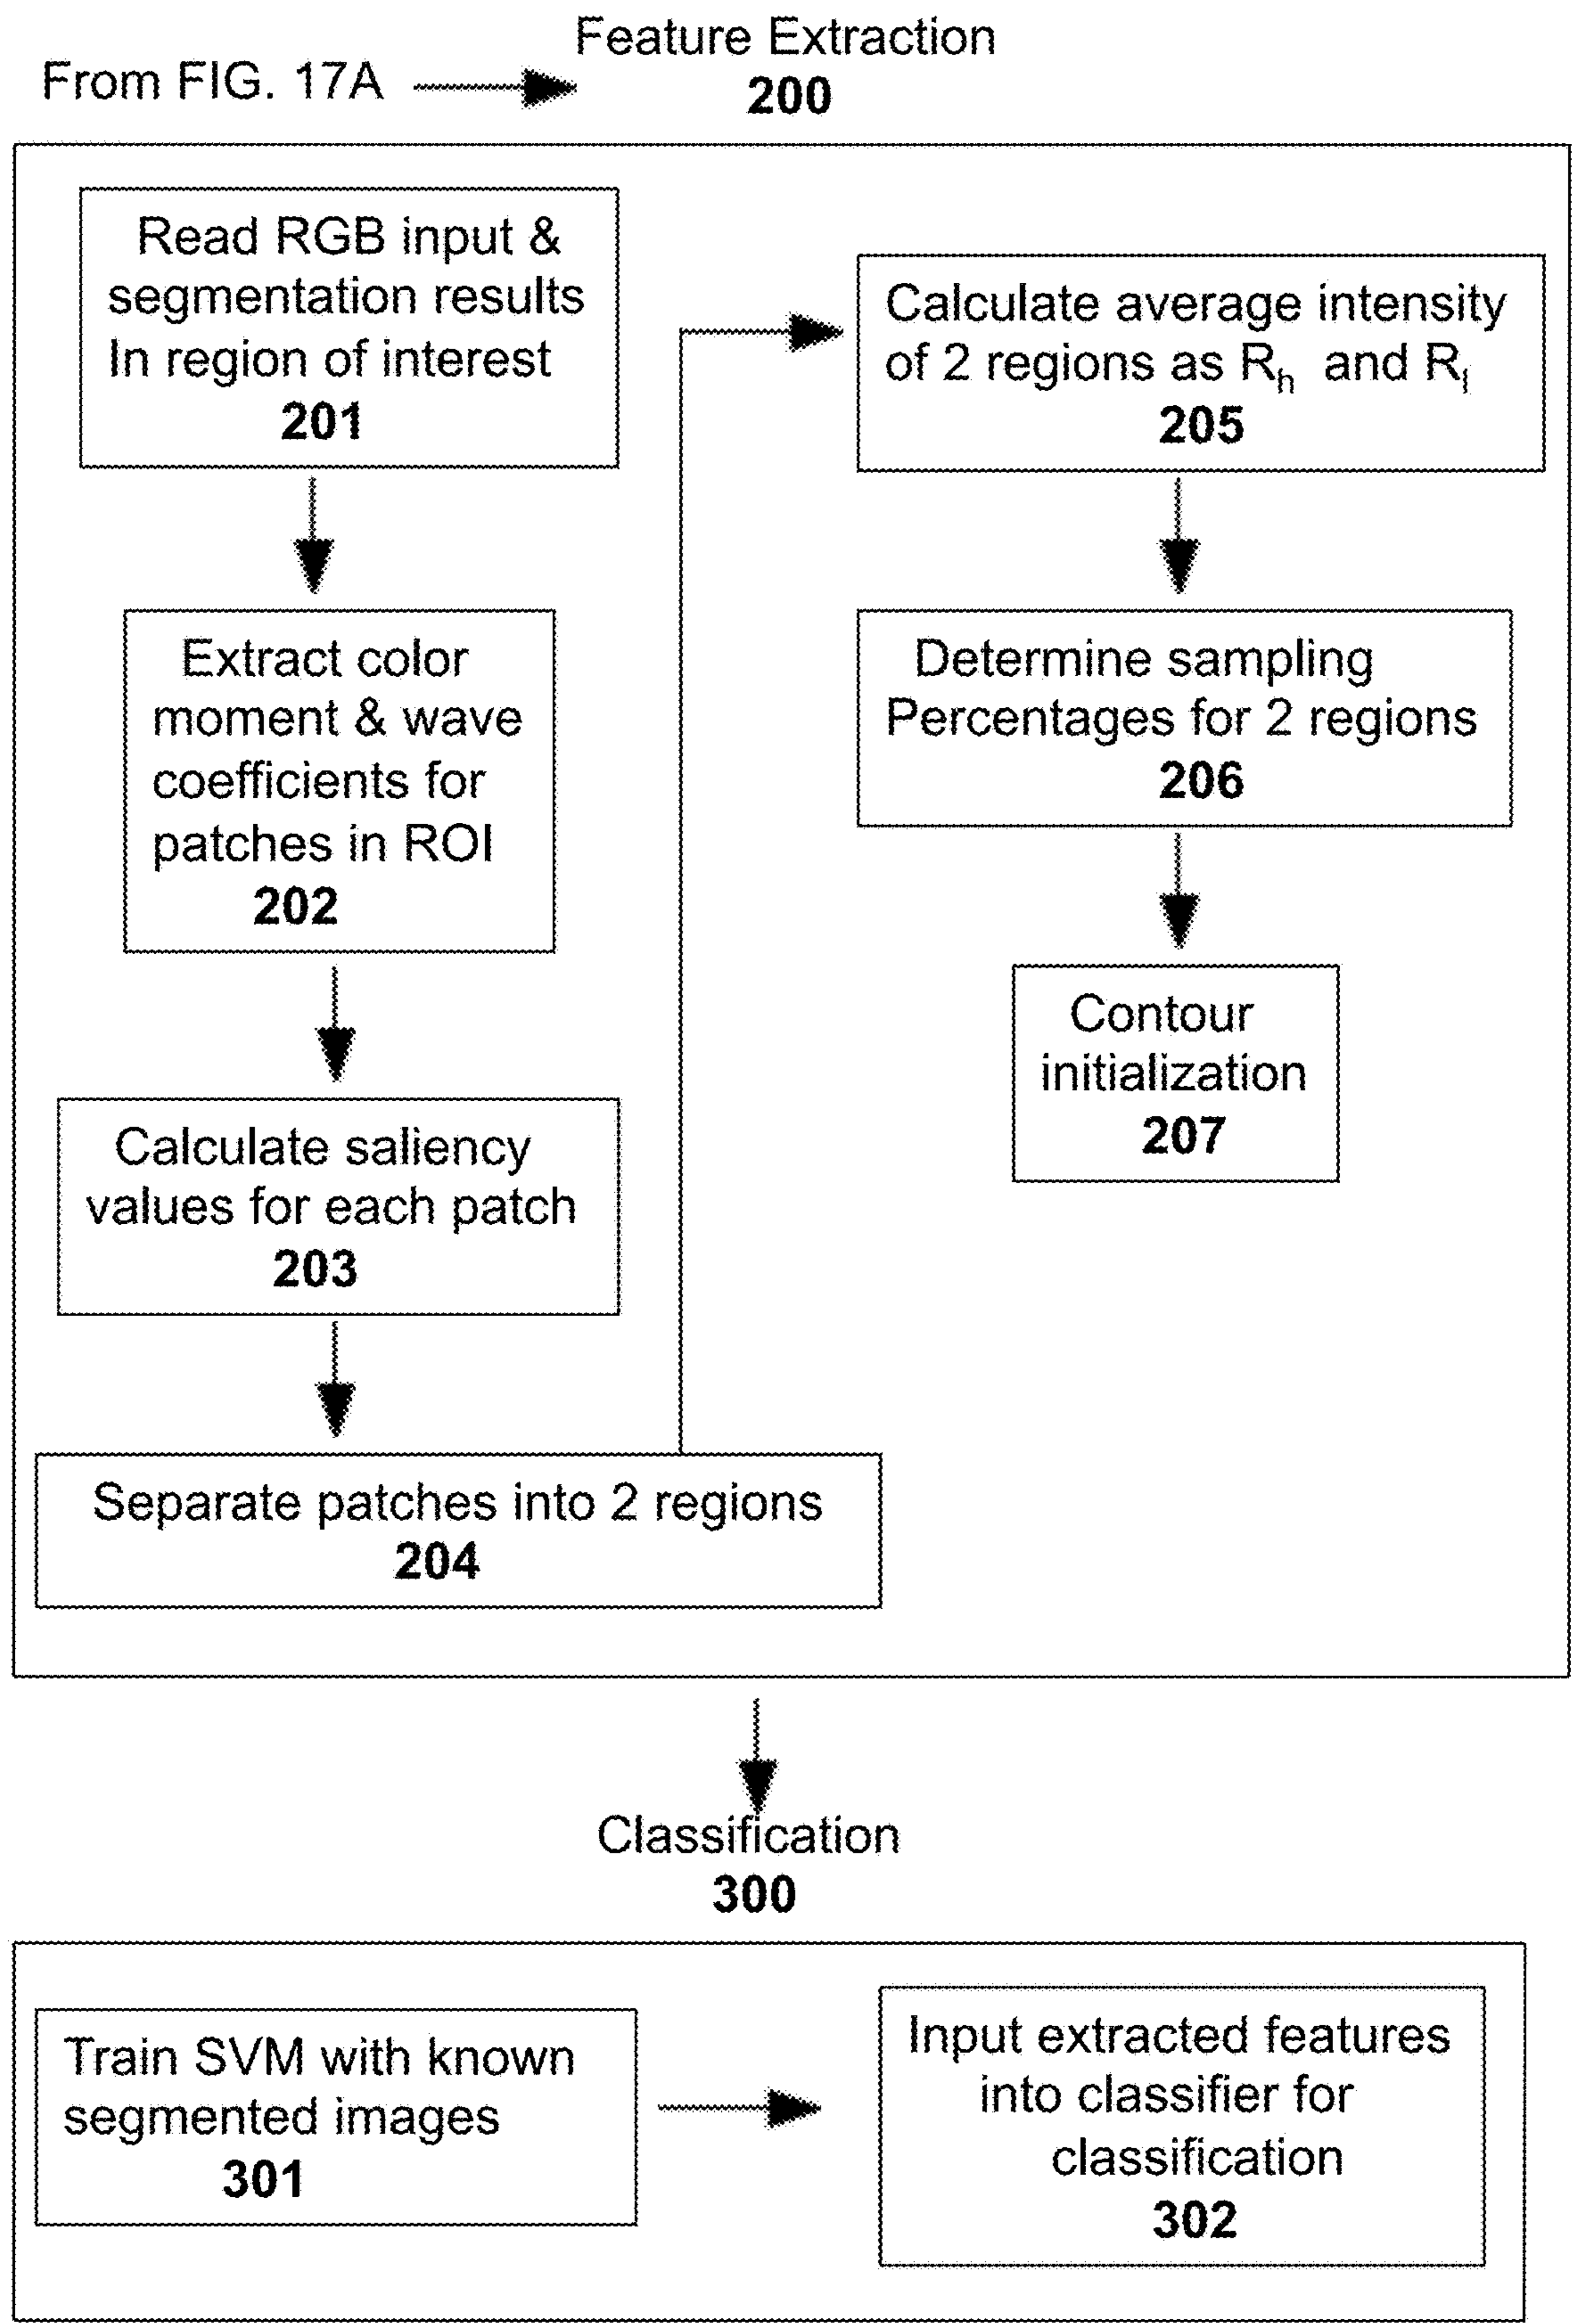 Feature Extraction
From FIG. 17A
200
Read RGB input &
segmentation results
In region of interest
201
Extract color
moment & wave
coefficients for
patches in ROI
202
Calculate saliency
values for each patch
203
Separate patches into 2 regions
204
Calculate average intensity
of 2 regions as Rh and Rl
205
Determine sampling
Percentages for 2 regions
206
Contour
initialization
207
Classification
300
Train SVM with known
segmented images
301
Input extracted features
into classifier for
classification
302